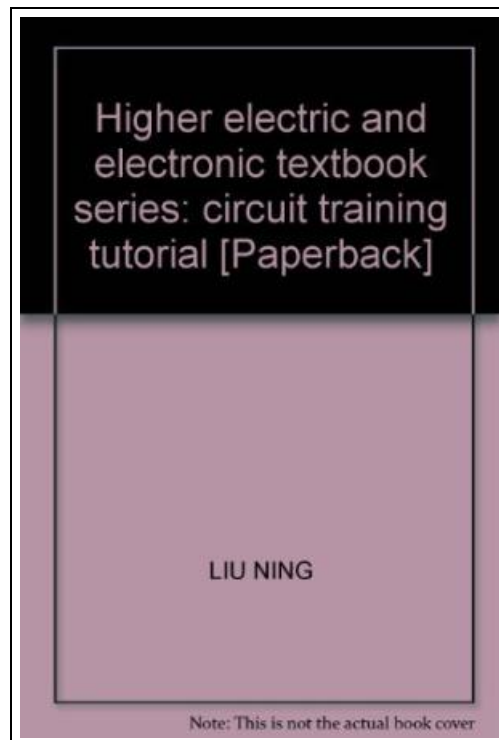 Higher electric and
electronic textbook
series: circuit training
tutorial [Paperback]
LIU NING
Note: This is not the actual book cover